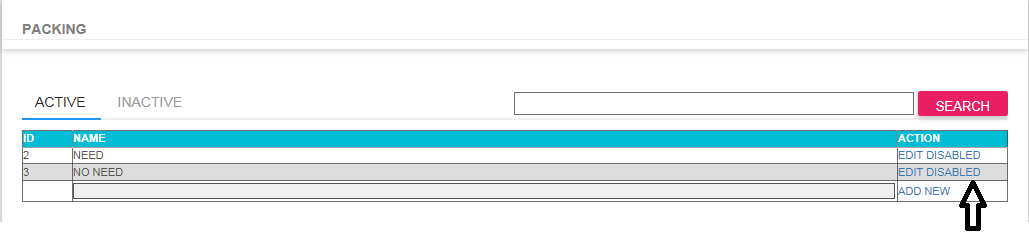 PACKING
ACTIVE INACTIVE SEARCH
ID NAME ACTION
2 NEED EDIT DISABLED
3 NO NEED EDIT DISABLED
ADD NEW